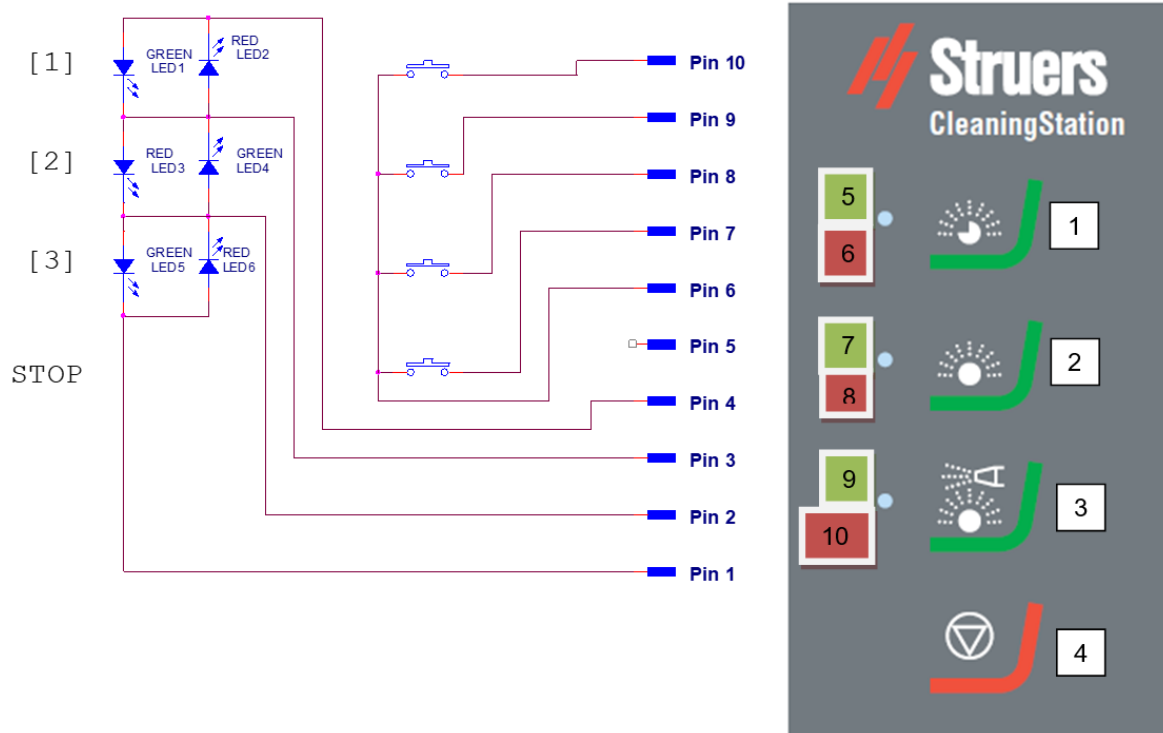 [1]
GREEN
LED1
RED
LED2
[2]
RED
LED3
GREEN
LED4
[3]
GREEN
LED5
RED
LED6
STOP
Pin 10
Pin 9
Pin 8
Pin 7
Pin 6
Pin 5
Pin 4
Pin 3
Pin 2
Pin 1
Struers
CleaningStation
5
6
1
7
8
2
9
10
3
4